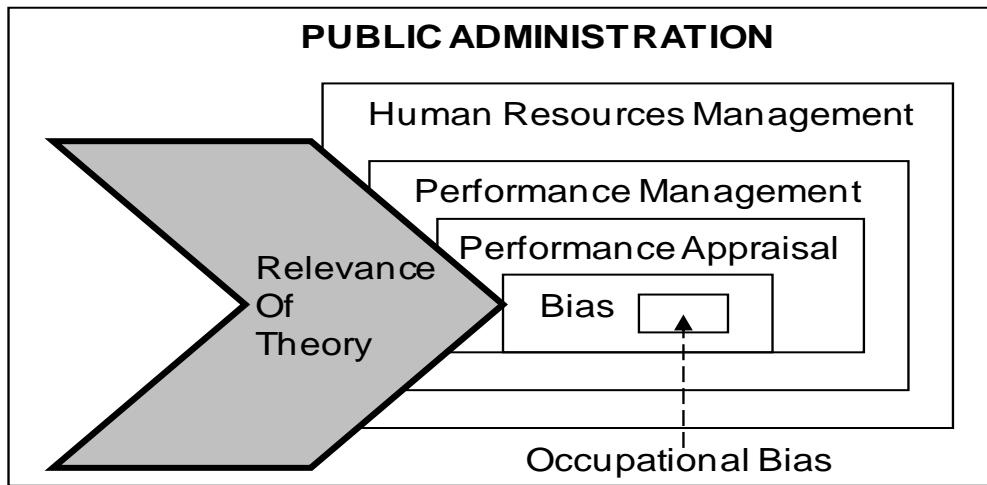 PUBLIC ADMINISTRATION
Human Resources Management
Performance Management
Performance Appraisal
Bias
Relevance
Of
Theory
Occupational Bias